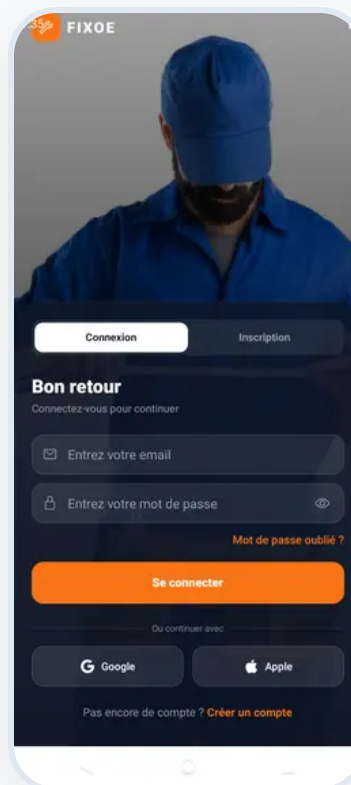 FIXOE
Connexion
Inscription
Bon retour
Connectez-vous pour continuer
Entrez votre email
Entrez votre mot de passe
Mot de passe oublié ?
Se connecter
Ou continuer avec
Google
Apple
Pas encore de compte ? Créer un compte